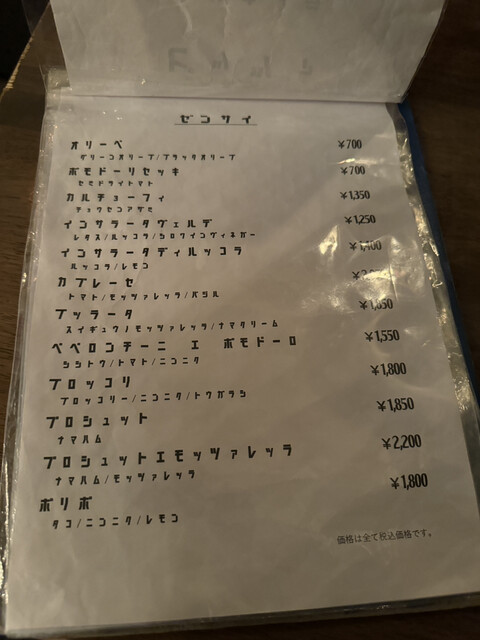 ゼンサイ
オリーベ ¥700
グリーンオリーブ/ブラックオリーブ
ポモドーリセッキ ¥700
セミドライトマト
カルチョーフィ ¥1,350
チョウセンアザミ
インサラータヴェルデ ¥1,250
レタス/ルッコラ/シロワインヴィネガー
インサラータディルッコラ
ルッコラ/レモン
カプレーゼ
トマト/モッツァレッラ/バジル
ブッラータ
スイギュウノモッツァレッラ/ナマクリーム
ペペロンチーニ エ ポモドーロ ¥1,550
シシトウ/トマト/ニンニク
ブロッコリ ¥1,800
ブロッコリー/ニンニク/トウガラシ
プロシュット ¥1,850
ナマハム
プロシュットエモッツァレッラ ¥2,200
ナマハム/モッツァレッラ
ポリポ ¥1,800
タコ/ニンニク/レモン
価格は全て税込価格です。